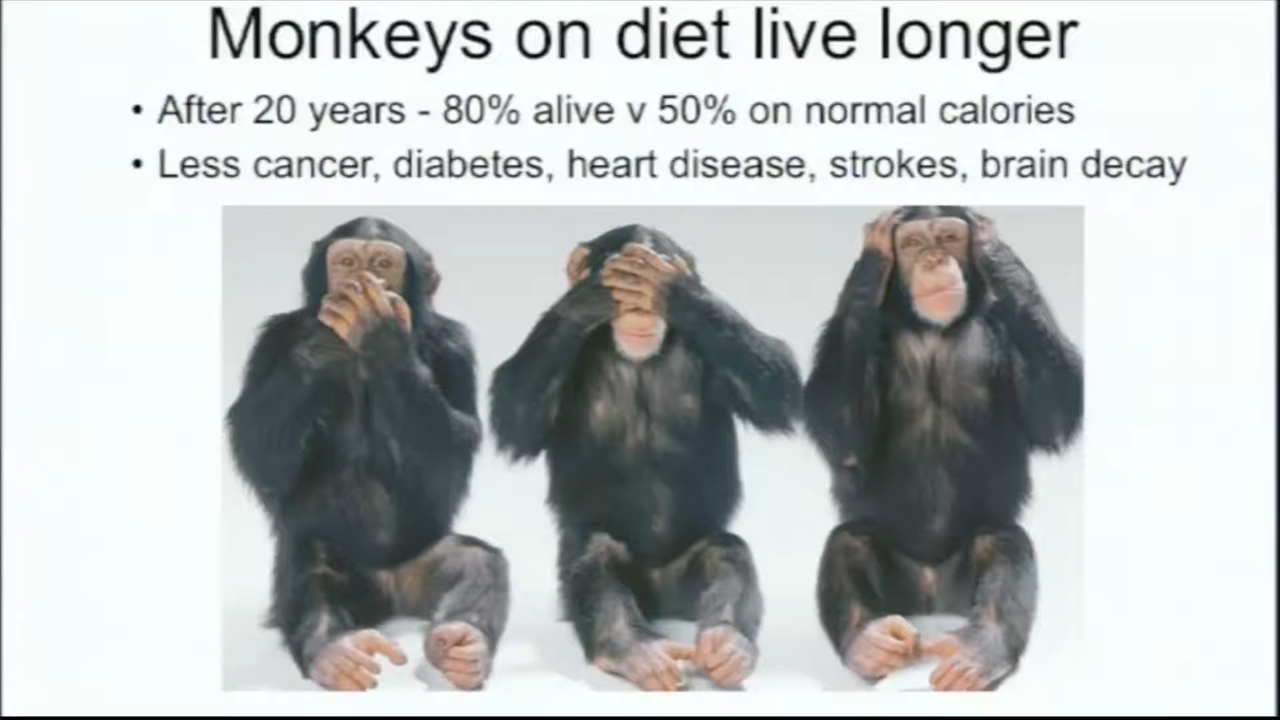 Monkeys on diet live longer
• After 20 years - 80% alive v 50% on normal calories
• Less cancer, diabetes, heart disease, strokes, brain decay